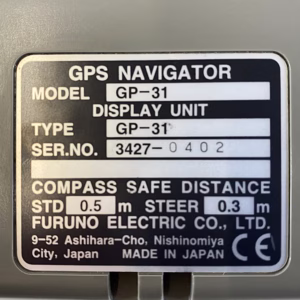 GPS NAVIGATOR
MODEL GP-31
DISPLAY UNIT
TYPE GP-31
SER.NO. 3427-0402
COMPASS SAFE DISTANCE
STD 0.5 m STEER 0.3 m
FURUNO ELECTRIC CO., LTD.
9-52 Ashihara-Cho, Nishinomiya
City, Japan MADE IN JAPAN CE